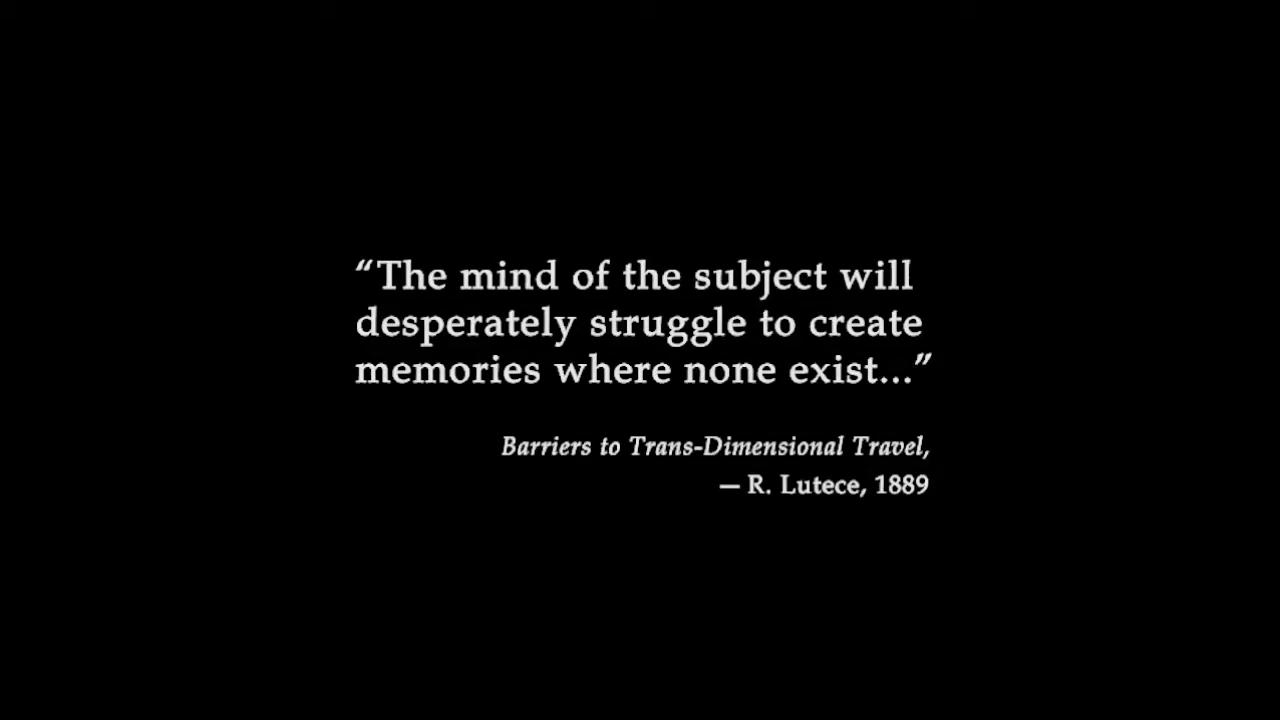 “The mind of the subject will
desperately struggle to create
memories where none exist...”
Barriers to Trans-Dimensional Travel,
— R. Lutece, 1889